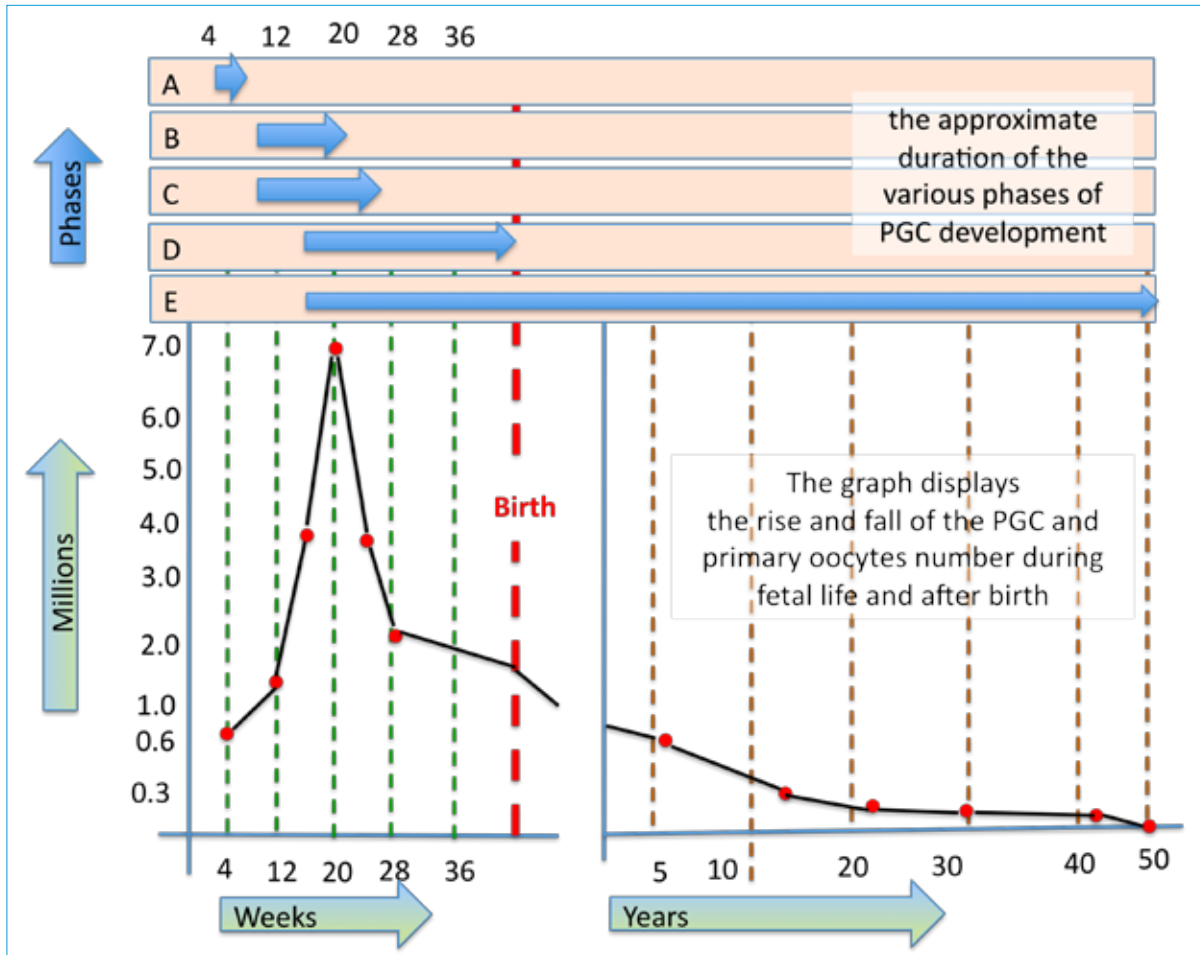 4 12 20 28 36
A
B
C
D
E
Phases
the approximate
duration of the
various phases of
PGC development
7.0
6.0
5.0
4.0
3.0
2.0
1.0
0.6
0.3
Millions
Birth
The graph displays
the rise and fall of the PGC and
primary oocytes number during
fetal life and after birth
4 12 20 28 36
5 10 20 30 40 50
Weeks
Years